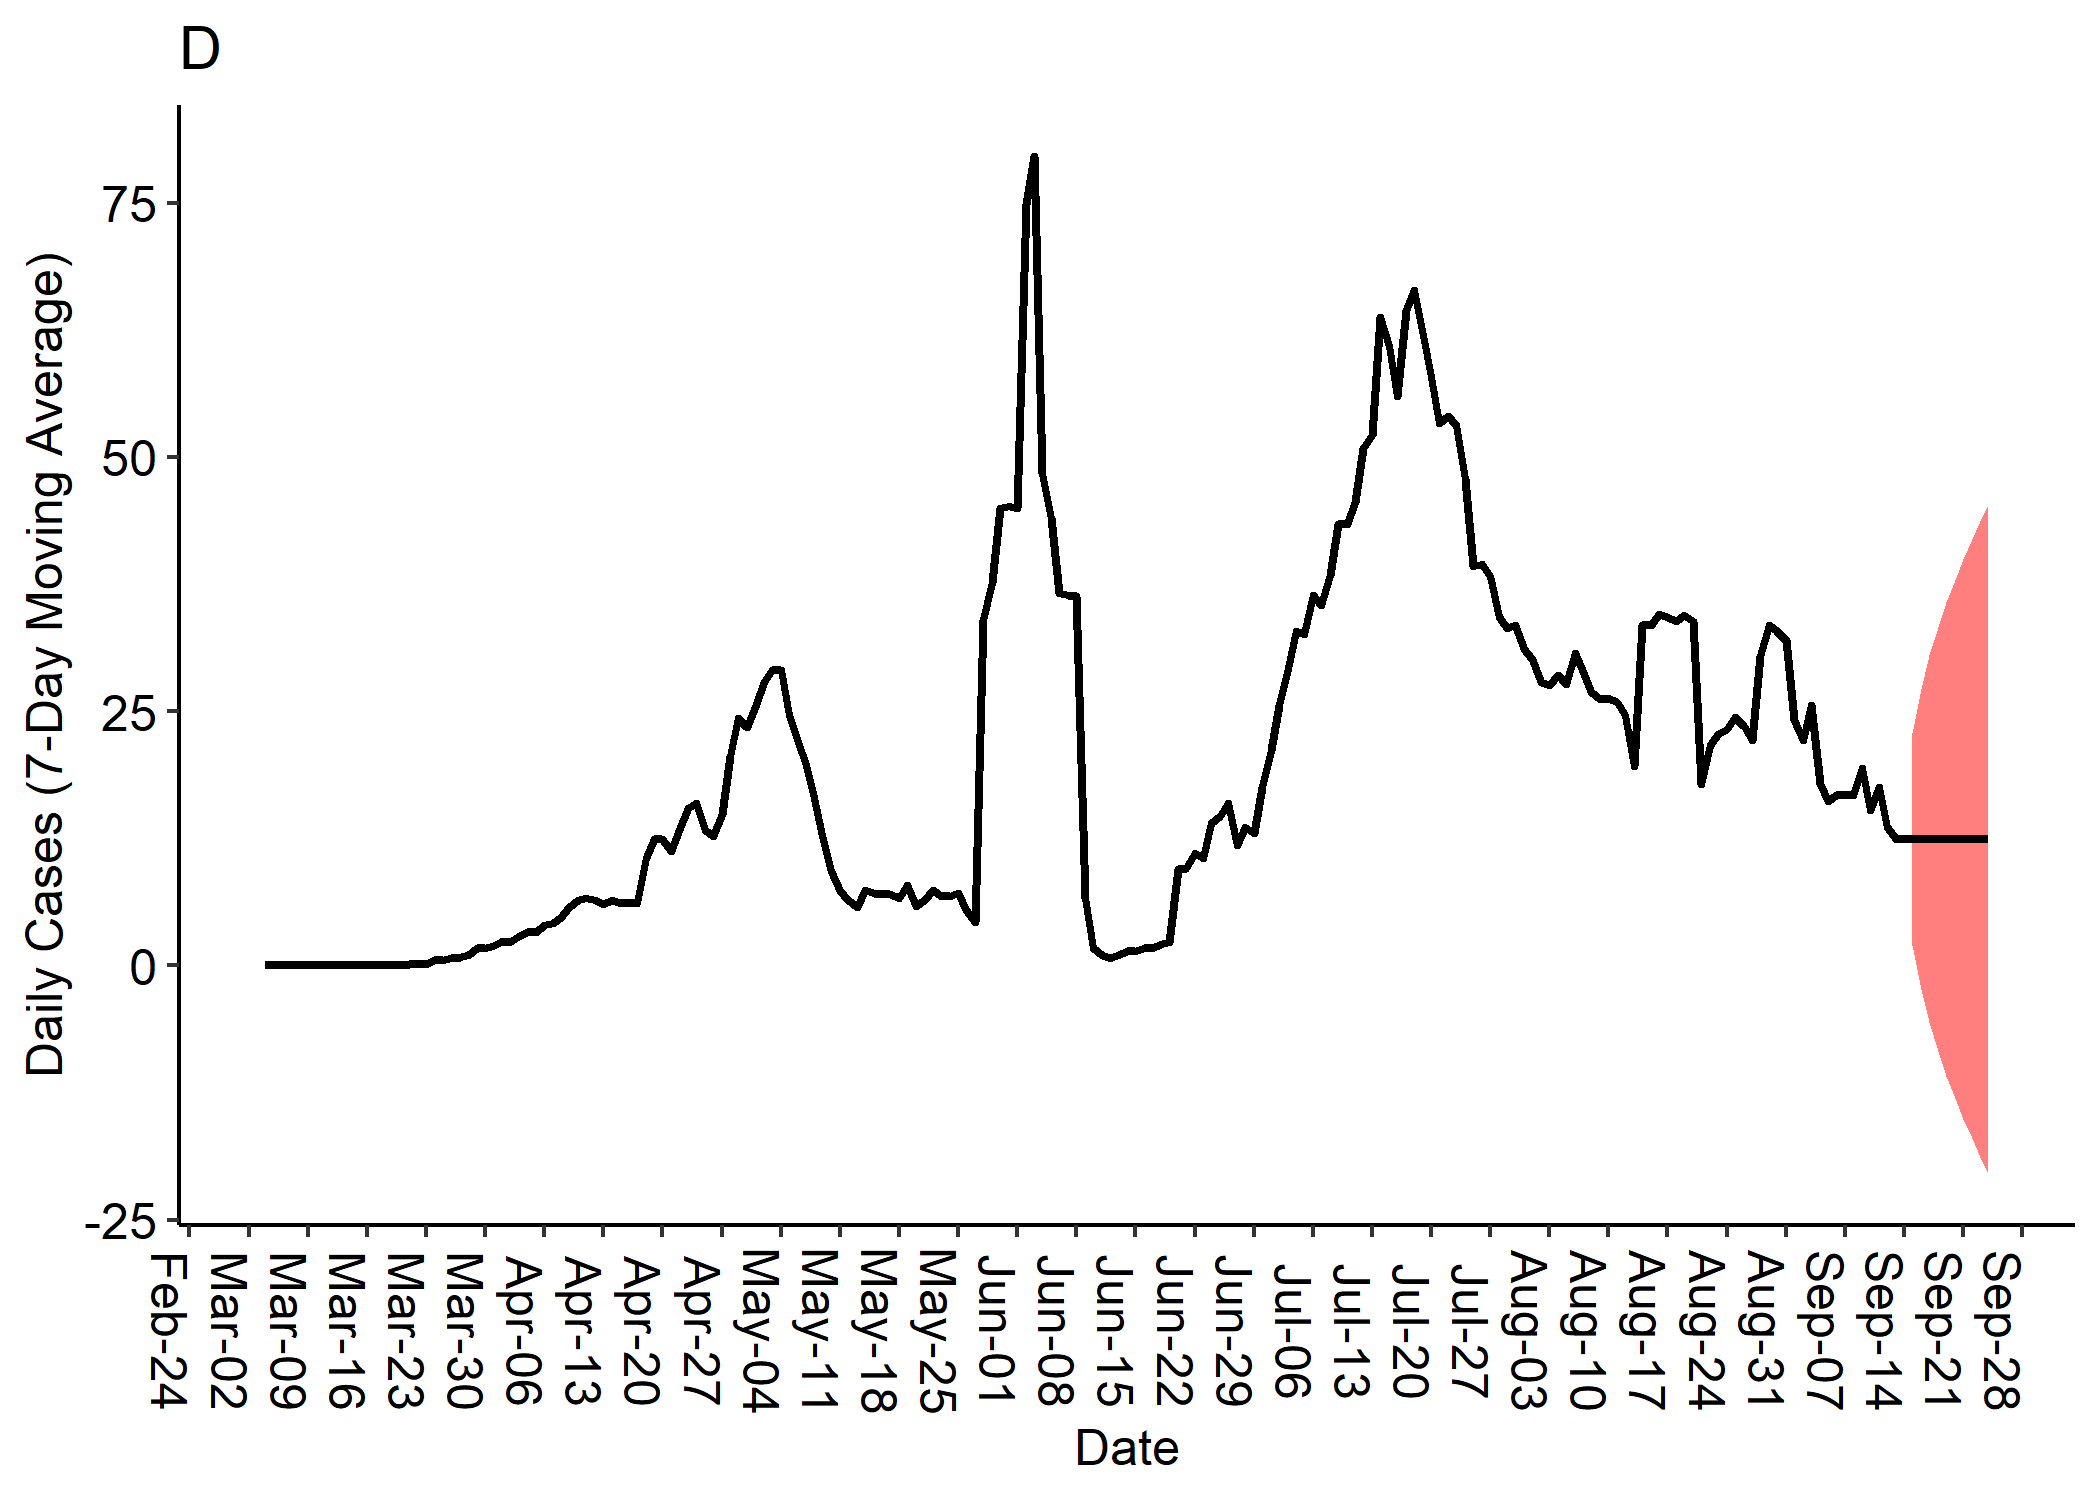 D
Daily Cases (7-Day Moving Average)
75
50
25
0
-25
Feb-24
Mar-02
Mar-09
Mar-16
Mar-23
Mar-30
Apr-06
Apr-13
Apr-20
Apr-27
May-04
May-11
May-18
May-25
Jun-01
Jun-08
Jun-15
Jun-22
Jun-29
Jul-06
Jul-13
Jul-20
Jul-27
Aug-03
Aug-10
Aug-17
Aug-24
Aug-31
Sep-07
Sep-14
Sep-21
Sep-28
Date